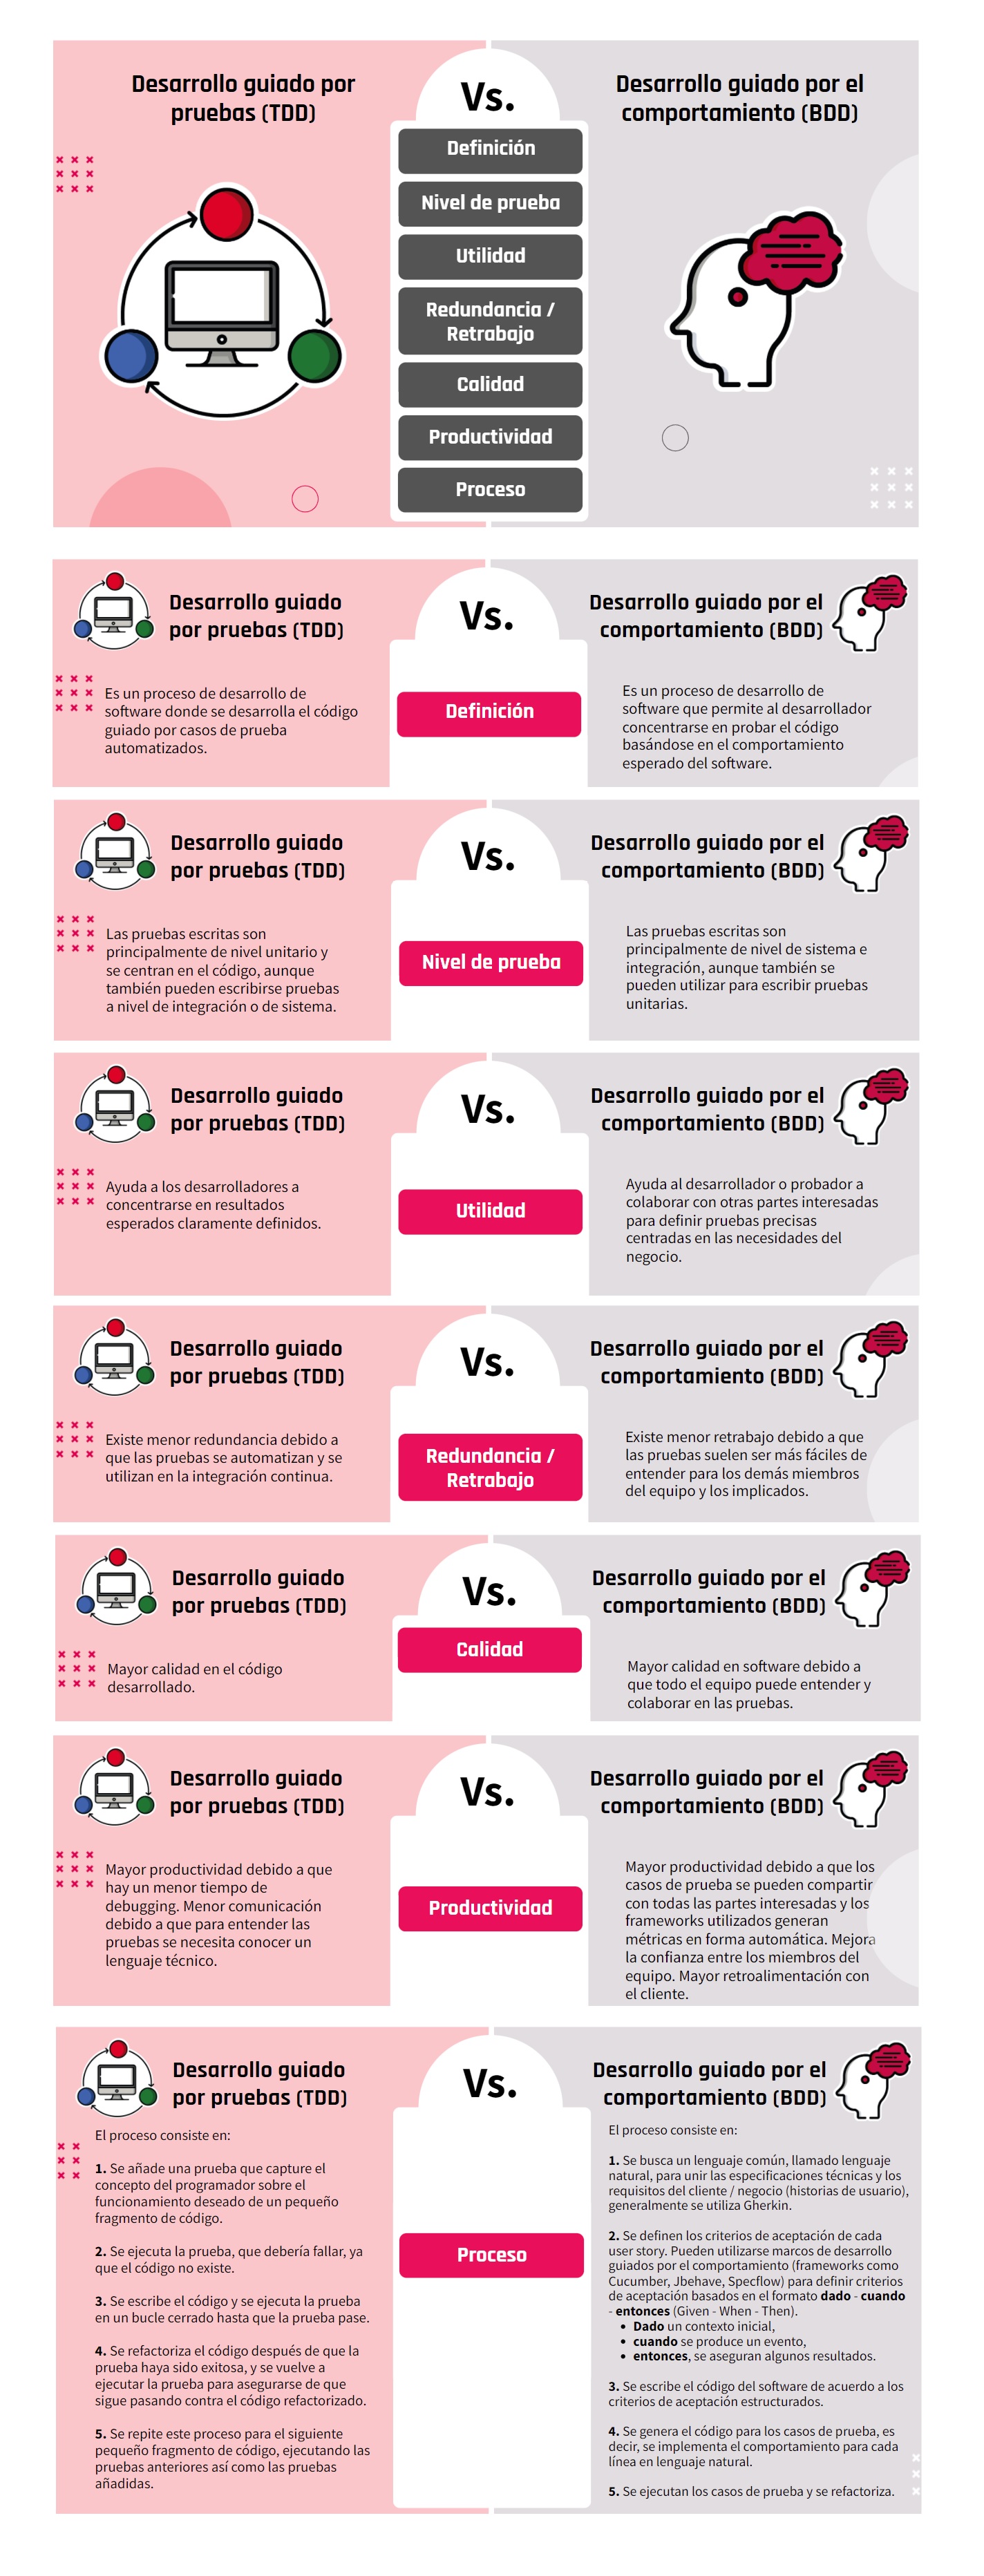 Desarrollo guiado por
pruebas (TDD)
Vs.
Desarrollo guiado por el
comportamiento (BDD)
Definición
Nivel de prueba
Utilidad
Redundancia /
Retrabajo
Calidad
Productividad
Proceso
Desarrollo guiado
por pruebas (TDD)
Es un proceso de desarrollo de
software donde se desarrolla el código
guiado por casos de prueba
automatizados.
Vs.
Definición
Desarrollo guiado por el
comportamiento (BDD)
Es un proceso de desarrollo de
software que permite al desarrollador
concentrarse en probar el código
basándose en el comportamiento
esperado del software.
Desarrollo guiado
por pruebas (TDD)
Las pruebas escritas son
principalmente de nivel unitario y
se centran en el código, aunque
también pueden escribirse pruebas
a nivel de integración o de sistema.
Vs.
Nivel de prueba
Desarrollo guiado por el
comportamiento (BDD)
Las pruebas escritas son
principalmente de nivel de sistema e
integración, aunque también se
pueden utilizar para escribir pruebas
unitarias.
Desarrollo guiado
por pruebas (TDD)
Ayuda a los desarrolladores a
concentrarse en resultados
esperados claramente definidos.
Vs.
Utilidad
Desarrollo guiado por el
comportamiento (BDD)
Ayuda al desarrollador o probador a
colaborar con otras partes interesadas
para definir pruebas precisas
centradas en las necesidades del
negocio.
Desarrollo guiado
por pruebas (TDD)
Existe menor redundancia debido a
que las pruebas se automatizan y se
utilizan en la integración continua.
Vs.
Redundancia /
Retrabajo
Desarrollo guiado por el
comportamiento (BDD)
Existe menor retrabajo debido a que
las pruebas suelen ser más fáciles de
entender para los demás miembros
del equipo y los implicados.
Desarrollo guiado
por pruebas (TDD)
Mayor calidad en el código
desarrollado.
Vs.
Calidad
Desarrollo guiado por el
comportamiento (BDD)
Mayor calidad en software debido a
que todo el equipo puede entender y
colaborar en las pruebas.
Desarrollo guiado
por pruebas (TDD)
Mayor productividad debido a que
hay un menor tiempo de
debugging. Menor comunicación
debido a que para entender las
pruebas se necesita conocer un
lenguaje técnico.
Vs.
Productividad
Desarrollo guiado por el
comportamiento (BDD)
Mayor productividad debido a que los
casos de prueba se pueden compartir
con todas las partes interesadas y los
frameworks utilizados generan
métricas en forma automática. Mejora
la confianza entre los miembros del
equipo. Mayor retroalimentación con
el cliente.
Desarrollo guiado
por pruebas (TDD)
El proceso consiste en:
1. Se añade una prueba que capture el
concepto del programador sobre el
funcionamiento deseado de un pequeño
fragmento de código.
2. Se ejecuta la prueba, que debería fallar, ya
que el código no existe.
3. Se escribe el código y se ejecuta la prueba
en un bucle cerrado hasta que la prueba pase.
4. Se refactoriza el código después de que la
prueba haya sido exitosa, y se vuelve a
ejecutar la prueba para asegurarse de que
sigue pasando contra el código refactorizado.
5. Se repite este proceso para el siguiente
pequeño fragmento de código, ejecutando las
pruebas anteriores así como las pruebas
añadidas.
Vs.
Proceso
Desarrollo guiado por el
comportamiento (BDD)
El proceso consiste en:
1. Se busca un lenguaje común, llamado lenguaje
natural, para unir las especificaciones técnicas y los
requisitos del cliente / negocio (historias de usuario),
generalmente se utiliza Gherkin.
2. Se definen los criterios de aceptación de cada
user story. Pueden utilizarse marcos de desarrollo
guiados por el comportamiento (frameworks como
Cucumber, Jbehave, Specflow) para definir criterios
de aceptación basados en el formato dado - cuando
- entonces (Given - When - Then).
• Dado un contexto inicial,
• cuando se produce un evento,
• entonces, se aseguran algunos resultados.
3. Se escribe el código del software de acuerdo a los
criterios de aceptación estructurados.
4. Se genera el código para los casos de prueba, es
decir, se implementa el comportamiento para cada
línea en lenguaje natural.
5. Se ejecutan los casos de prueba y se refactoriza.